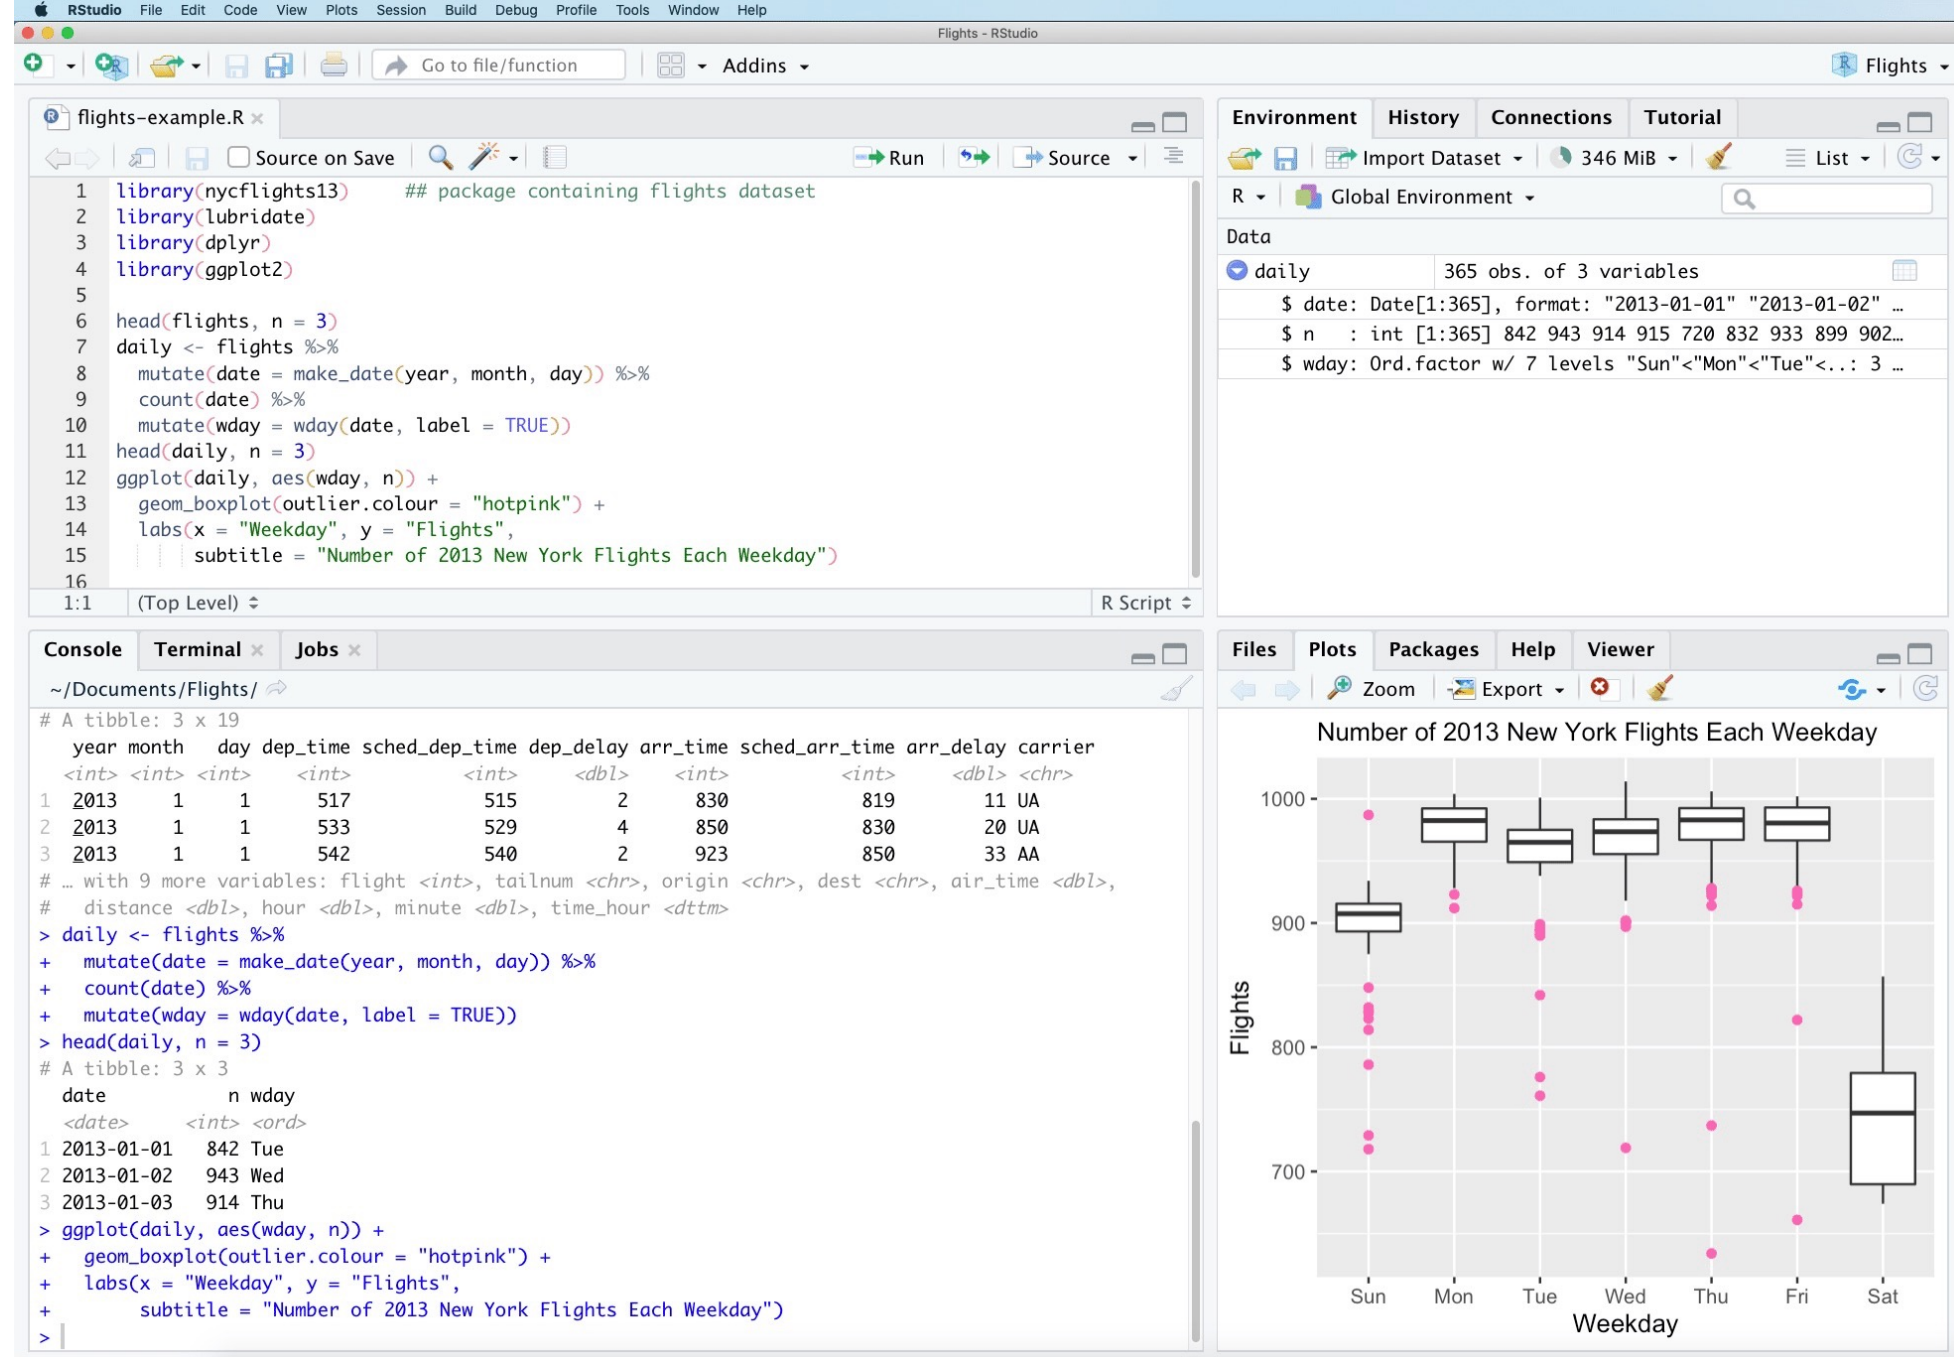 RStudio File Edit Code View Plots Session Build Debug Profile Tools Window Help
Flights - RStudio
Go to file/function Addins Flights
flights-example.R
Source on Save Run Source
1 library(nycflights13)     ## package containing flights dataset
2 library(lubridate)
3 library(dplyr)
4 library(ggplot2)
5
6 head(flights, n = 3)
7 daily <- flights %>%
8   mutate(date = make_date(year, month, day)) %>%
9   count(date) %>%
10   mutate(wday = wday(date, label = TRUE))
11 head(daily, n = 3)
12 ggplot(daily, aes(wday, n)) +
13   geom_boxplot(outlier.colour = "hotpink") +
14   labs(x = "Weekday", y = "Flights",
15        subtitle = "Number of 2013 New York Flights Each Weekday")
16
1:1 (Top Level) R Script
Environment History Connections Tutorial
Import Dataset 346 MiB List
R Global Environment
Data
daily 365 obs. of 3 variables
$ date: Date[1:365], format: "2013-01-01" "2013-01-02" …
$ n   : int [1:365] 842 943 914 915 720 832 933 899 902…
$ wday: Ord.factor w/ 7 levels "Sun"<"Mon"<"Tue"<..: 3 …
Console Terminal Jobs
~/Documents/Flights/
# A tibble: 3 x 19
year month day dep_time sched_dep_time dep_delay arr_time sched_arr_time arr_delay carrier
<int> <int> <int> <int> <int> <dbl> <int> <int> <dbl> <chr>
1 2013 1 1 517 515 2 830 819 11 UA
2 2013 1 1 533 529 4 850 830 20 UA
3 2013 1 1 542 540 2 923 850 33 AA
# … with 9 more variables: flight <int>, tailnum <chr>, origin <chr>, dest <chr>, air_time <dbl>,
#   distance <dbl>, hour <dbl>, minute <dbl>, time_hour <dttm>
> daily <- flights %>%
+   mutate(date = make_date(year, month, day)) %>%
+   count(date) %>%
+   mutate(wday = wday(date, label = TRUE))
> head(daily, n = 3)
# A tibble: 3 x 3
date n wday
<date> <int> <ord>
1 2013-01-01 842 Tue
2 2013-01-02 943 Wed
3 2013-01-03 914 Thu
> ggplot(daily, aes(wday, n)) +
+   geom_boxplot(outlier.colour = "hotpink") +
+   labs(x = "Weekday", y = "Flights",
+        subtitle = "Number of 2013 New York Flights Each Weekday")
>
Files Plots Packages Help Viewer
Zoom Export
Number of 2013 New York Flights Each Weekday
1000
900
800
700
Flights
Sun Mon Tue Wed Thu Fri Sat
Weekday